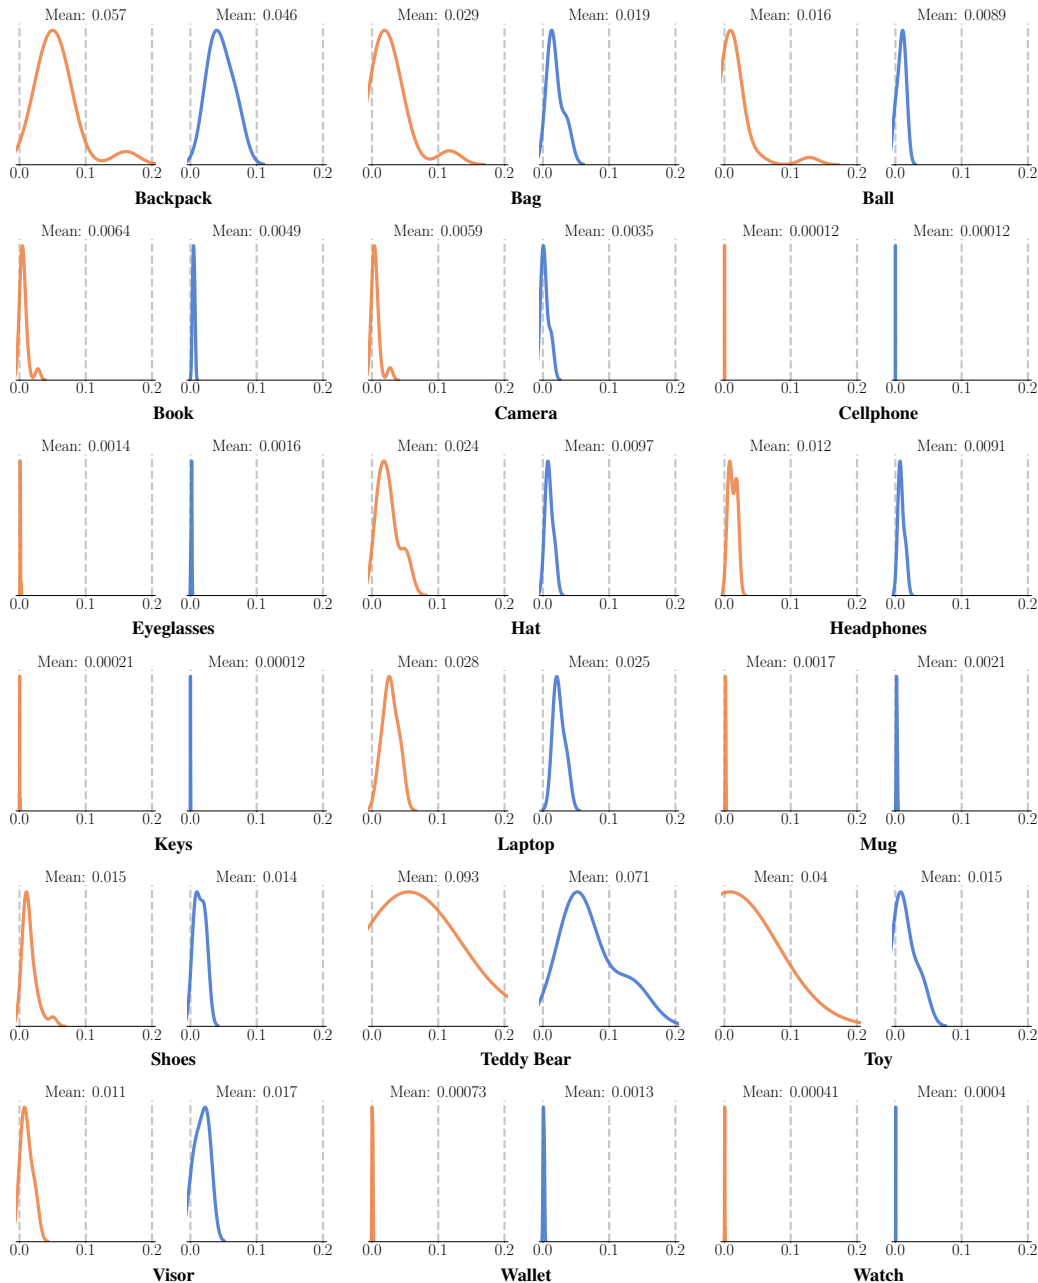 Mean: 0.057 Mean: 0.046 Mean: 0.029 Mean: 0.019 Mean: 0.016 Mean: 0.0089
0.0 0.1 0.2 0.0 0.1 0.2 0.0 0.1 0.2 0.0 0.1 0.2 0.0 0.1 0.2 0.0 0.1 0.2
Backpack Bag Ball
Mean: 0.0064 Mean: 0.0049 Mean: 0.0059 Mean: 0.0035 Mean: 0.00012 Mean: 0.00012
0.0 0.1 0.2 0.0 0.1 0.2 0.0 0.1 0.2 0.0 0.1 0.2 0.0 0.1 0.2 0.0 0.1 0.2
Book Camera Cellphone
Mean: 0.0014 Mean: 0.0016 Mean: 0.024 Mean: 0.0097 Mean: 0.012 Mean: 0.0091
0.0 0.1 0.2 0.0 0.1 0.2 0.0 0.1 0.2 0.0 0.1 0.2 0.0 0.1 0.2 0.0 0.1 0.2
Eyeglasses Hat Headphones
Mean: 0.00021 Mean: 0.00012 Mean: 0.028 Mean: 0.025 Mean: 0.0017 Mean: 0.0021
0.0 0.1 0.2 0.0 0.1 0.2 0.0 0.1 0.2 0.0 0.1 0.2 0.0 0.1 0.2 0.0 0.1 0.2
Keys Laptop Mug
Mean: 0.015 Mean: 0.014 Mean: 0.093 Mean: 0.071 Mean: 0.04 Mean: 0.015
0.0 0.1 0.2 0.0 0.1 0.2 0.0 0.1 0.2 0.0 0.1 0.2 0.0 0.1 0.2 0.0 0.1 0.2
Shoes Teddy Bear Toy
Mean: 0.011 Mean: 0.017 Mean: 0.00073 Mean: 0.0013 Mean: 0.00041 Mean: 0.0004
0.0 0.1 0.2 0.0 0.1 0.2 0.0 0.1 0.2 0.0 0.1 0.2 0.0 0.1 0.2 0.0 0.1 0.2
Visor Wallet Watch